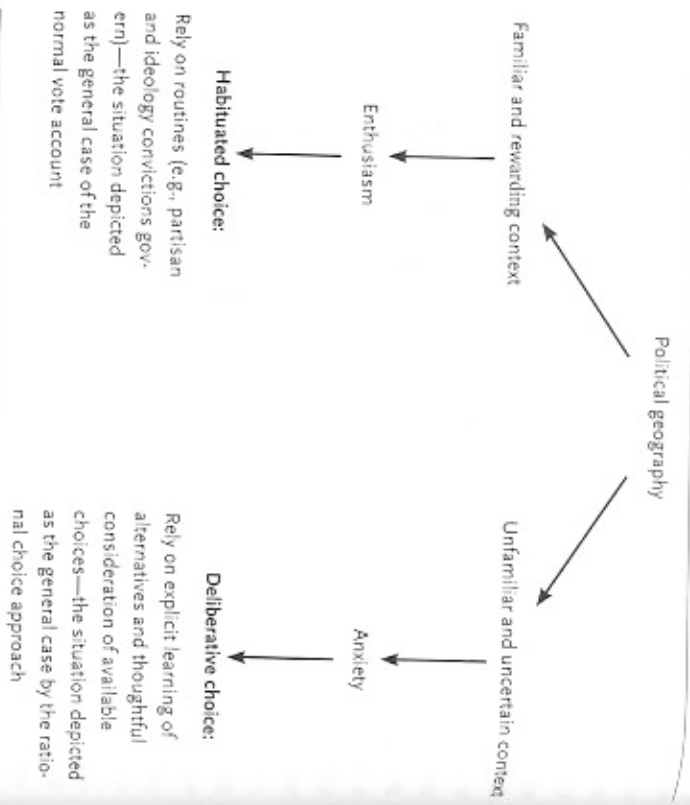 Political geography
Familiar and rewarding context
Enthusiasm
Habituated choice:
Rely on routines (e.g., partisan
and ideology convictions gov-
ern)—the situation depicted
as the general case of the
normal vote account
Unfamiliar and uncertain context
Anxiety
Deliberative choice:
Rely on explicit learning of
alternatives and thoughtful
consideration of available
choices—the situation depicted
as the general case by the ratio-
nal choice approach